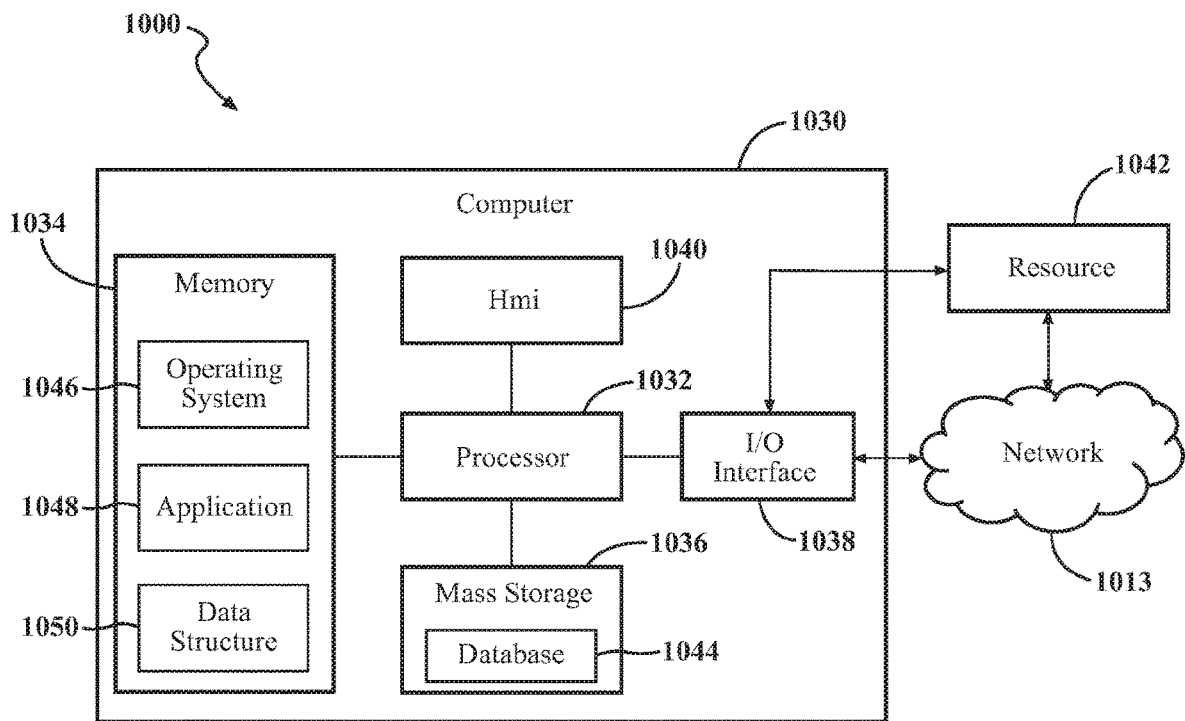 1000
1030
Computer
1042
1034
Memory
1040
Hmi
Resource
1046
Operating
System
1032
Processor
I/O
Interface
Network
1048
Application
1036
1038
1013
Mass Storage
1050
Data
Structure
Database
1044